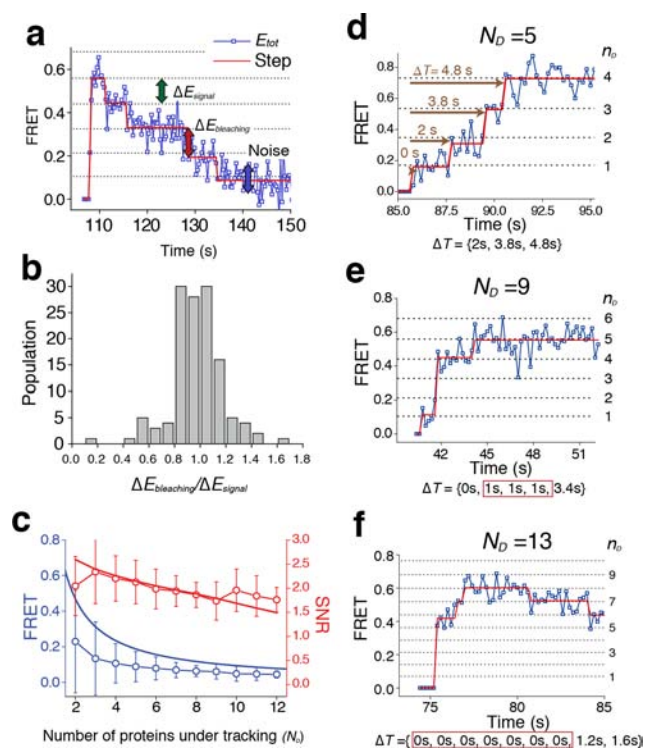 a
E_tot
Step
ΔE_signal
ΔE_bleaching
Noise
FRET
0.6
0.4
0.2
0.0
110 120 130 140 150
Time (s)
b
Population
30
25
20
15
10
5
0
0.0 0.2 0.4 0.6 0.8 1.0 1.2 1.4 1.6 1.8
ΔE_bleaching/ΔE_signal
c
FRET
0.8
0.6
0.4
0.2
0.0
SNR
3.0
2.5
2.0
1.5
1.0
0.5
0.0
2 4 6 8 10 12
Number of proteins under tracking (N_D)
d
N_D =5
n_D
ΔT= 4.8 s
3.8 s
2 s
0 s
4
3
2
1
FRET
0.8
0.6
0.4
0.2
0.0
85.0 87.5 90.0 92.5 95.0
Time (s)
ΔT = {2s, 3.8s, 4.8s}
e
N_D =9
n_D
6
5
4
3
2
1
FRET
0.8
0.6
0.4
0.2
0.0
42 45 48 51
Time (s)
ΔT = {0s, 1s, 1s, 1s, 3.4s}
f
N_D =13
n_D
9
7
5
3
1
FRET
0.8
0.6
0.4
0.2
0.0
75 80 85
Time (s)
ΔT={ 0s, 0s, 0s, 0s, 0s, 0s, 0s, 1.2s, 1.6s}